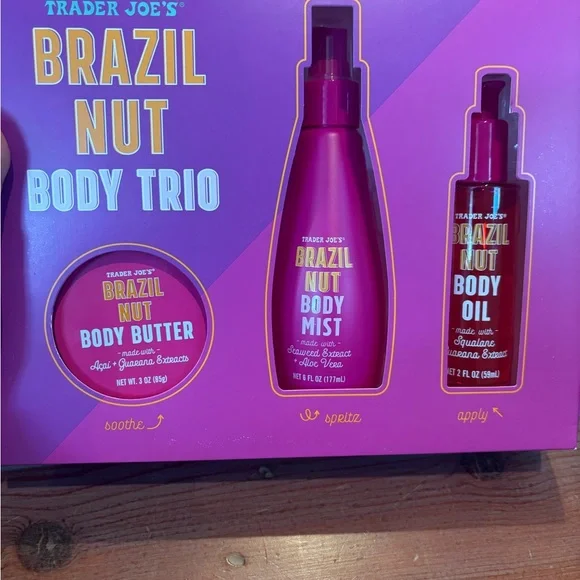 TRADER JOE'S©
BRAZIL
NUT
BODY TRIO
TRADER JOE'S
BRAZIL
NUT
BODY BUTTER
- made with -
Açaí + Guarana Extracts
NET WT. 3 OZ (85g)
soothe
TRADER JOE'S®
BRAZIL
NUT
BODY
MIST
- made with -
Seaweed Extract
+ Aloe Vera
NET 6 FL OZ (177mL)
spritz
TRADER JOE'S®
BRAZIL
NUT
BODY
OIL
- made with -
Squalane
Guarana Extract
NET 2 FL OZ (59mL)
apply